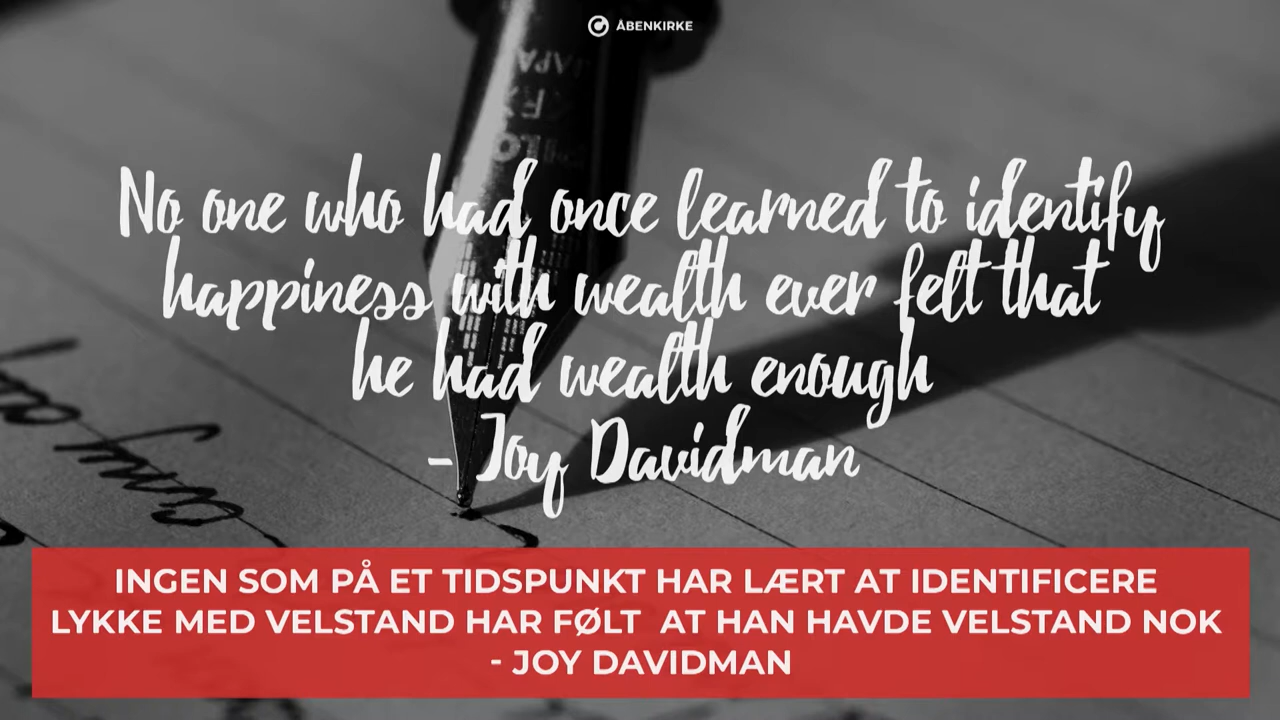 ÅBENKIRKE
No one who had once learned to identify
happiness with wealth ever felt that
he had wealth enough
- Joy Davidman
INGEN SOM PÅ ET TIDSPUNKT HAR LÆRT AT IDENTIFICERE
LYKKE MED VELSTAND HAR FØLT AT HAN HAVDE VELSTAND NOK
- JOY DAVIDMAN